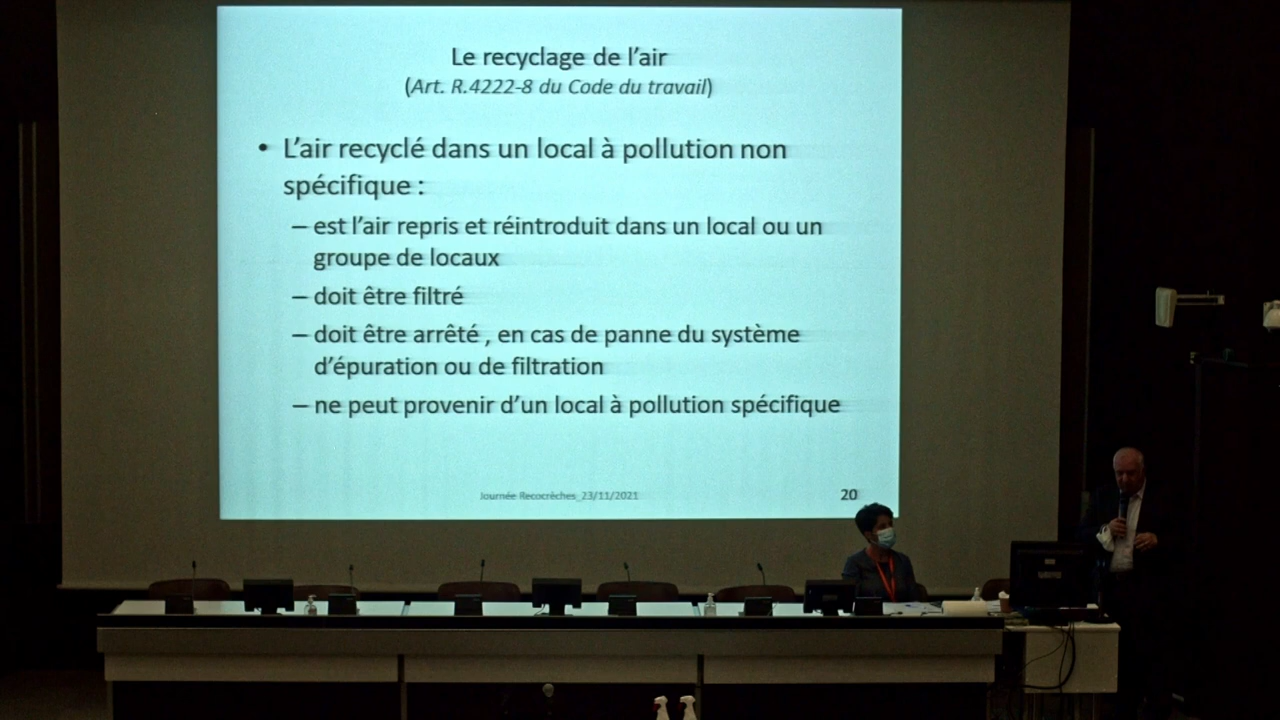 Le recyclage de l'air
(Art. R.4222-8 du Code du travail)
• L'air recyclé dans un local à pollution non
spécifique :
– est l'air repris et réintroduit dans un local ou un
groupe de locaux
– doit être filtré
– doit être arrêté , en cas de panne du système
d'épuration ou de filtration
– ne peut provenir d'un local à pollution spécifique
Journée Recocrèches_23/11/2021
20